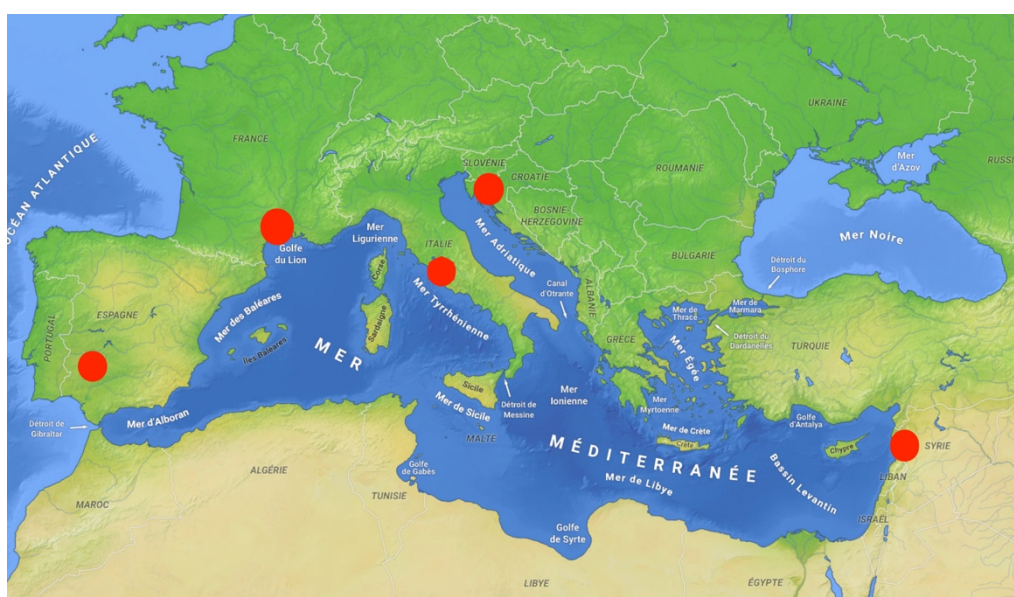 OCÉAN ATLANTIQUE
FRANCE
SLOVÉNIE
CROATIE
UKRAINE
Mer
d'Azov
RUSS
ROUMANIE
BOSNIE-
HERZEGOVINE
Mer
Ligurienne
ITALIE
Mer Adriatique
Golfe
du Lion
Corse
BULGARIE
Mer Noire
Détroit du
Bosphore
Canal
d'Otrante
ALBANIE
ESPAGNE
PORTUGAL
Mer des Baléares
Îles Baléares
Sardaigne
Mer Tyrrhénienne
Mer de
Thrace
Mer de
Marmara
Détroit du
Dardanelles
GRÈCE
Mer Égée
TURQUIE
MER
Sicile
Mer de Sicile
Détroit de
Messine
Mer
Ionienne
Mer
Myrtoenne
Mer de Crète
Crète
Golfe
d'Antalya
Chypre
SYRIE
LIBAN
Détroit de
Gibraltar
Mer d'Alboran
MALTE
MÉDITERRANÉE
Mer de Libye
Bassin Levantin
ISRAËL
ALGÉRIE
Golfe
de Gabès
TUNISIE
MAROC
Golfe
de Syrte
LIBYE
ÉGYPTE